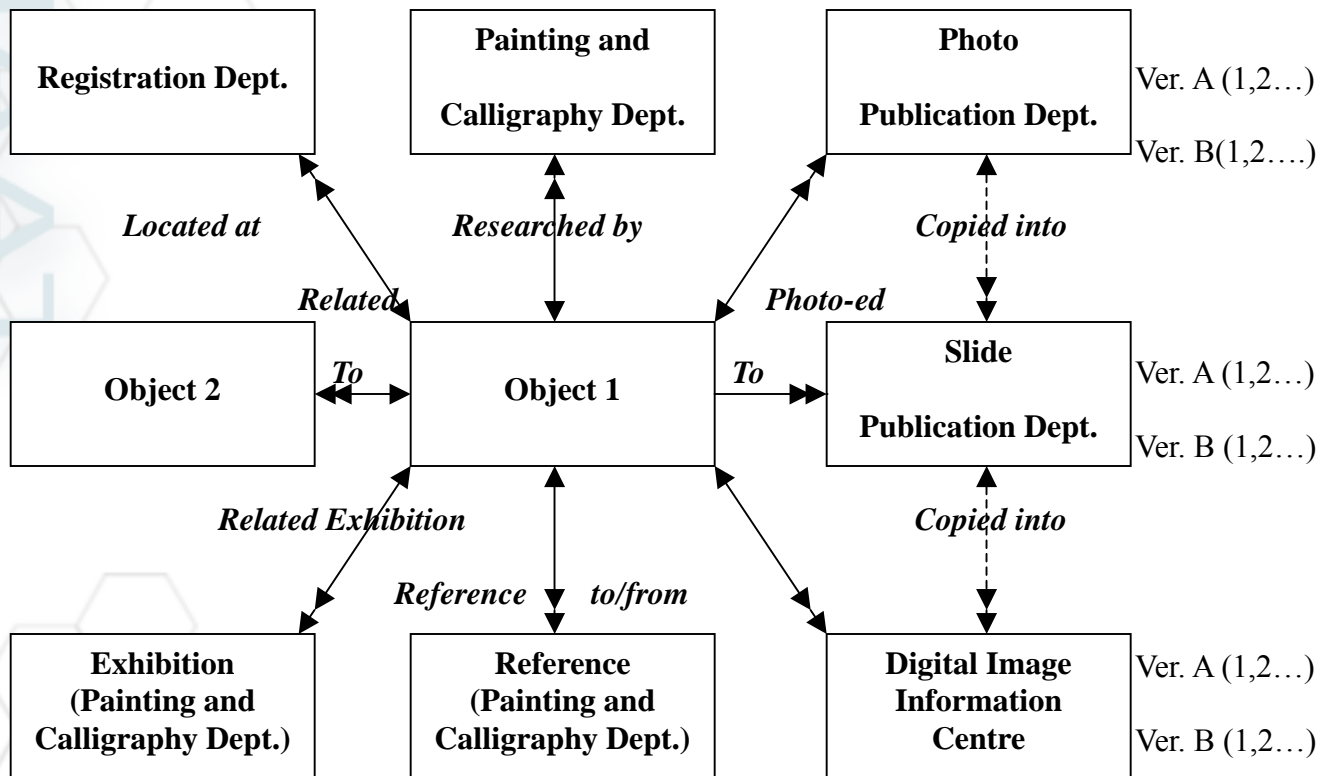 Registration Dept.
Painting and
Calligraphy Dept.
Photo
Publication Dept.
Ver. A (1,2…)
Ver. B(1,2….)
Located at
Researched by
Copied into
Related
Photo-ed
Object 2
To
Object 1
To
Slide
Publication Dept.
Ver. A (1,2…)
Ver. B (1,2…)
Related Exhibition
Copied into
Reference to/from
Exhibition
(Painting and
Calligraphy Dept.)
Reference
(Painting and
Calligraphy Dept.)
Digital Image
Information
Centre
Ver. A (1,2…)
Ver. B (1,2…)